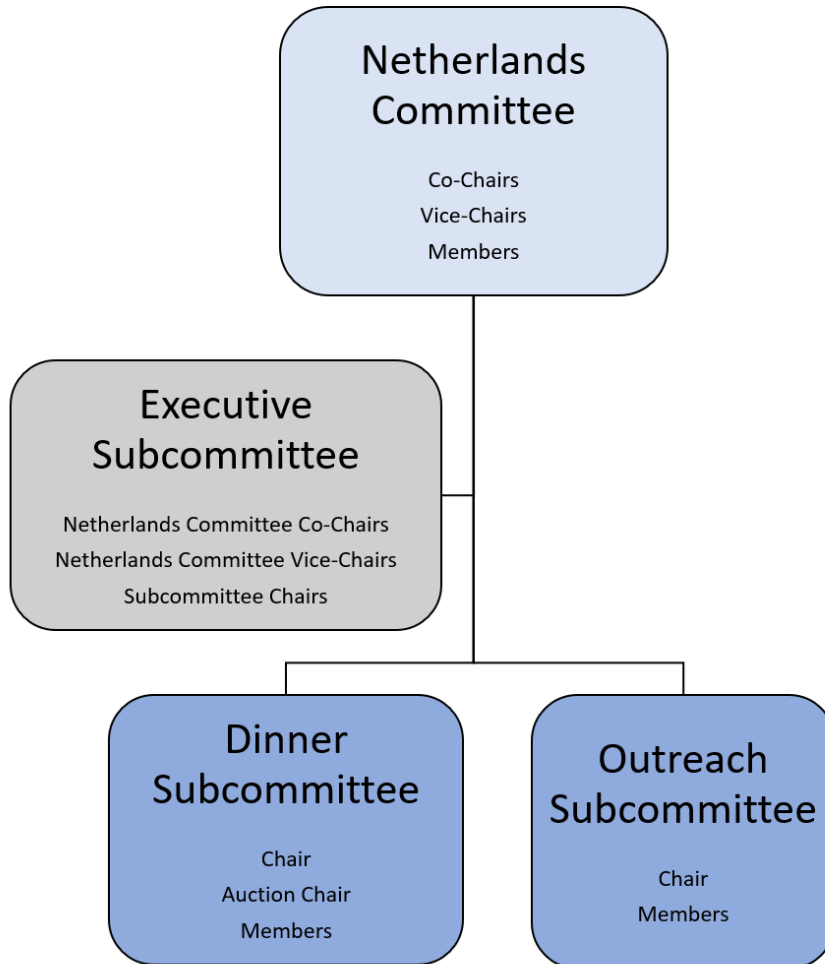 Netherlands
Committee
Co-Chairs
Vice-Chairs
Members
Executive
Subcommittee
Netherlands Committee Co-Chairs
Netherlands Committee Vice-Chairs
Subcommittee Chairs
Dinner
Subcommittee
Chair
Auction Chair
Members
Outreach
Subcommittee
Chair
Members